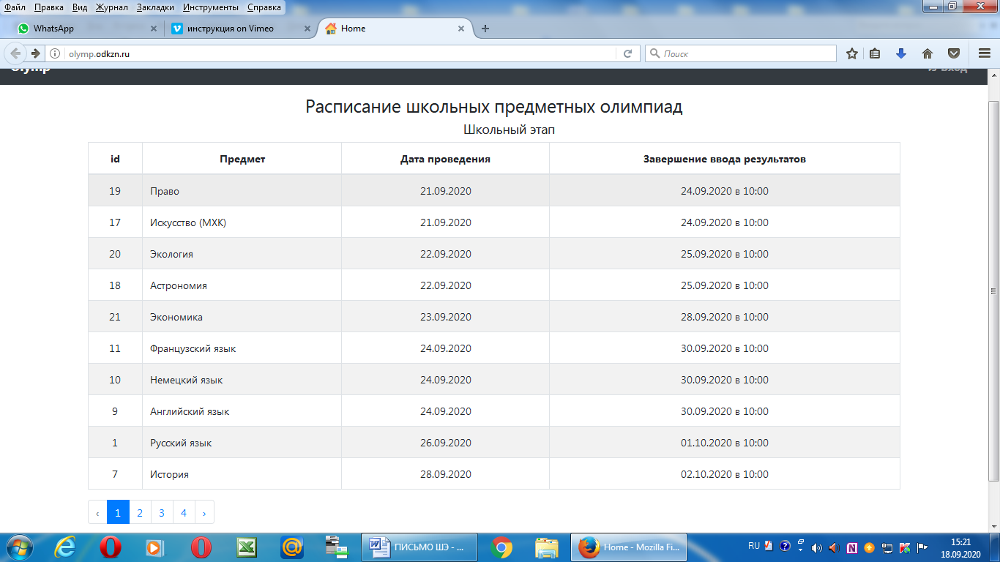 Файл Правка Вид Журнал Закладки Инструменты Справка
WhatsApp инструкция on Vimeo Home
olymp.odkzn.ru Поиск
Olymp Вход
Расписание школьных предметных олимпиад
Школьный этап
id Предмет Дата проведения Завершение ввода результатов
19 Право 21.09.2020 24.09.2020 в 10:00
17 Искусство (МХК) 21.09.2020 24.09.2020 в 10:00
20 Экология 22.09.2020 25.09.2020 в 10:00
18 Астрономия 22.09.2020 25.09.2020 в 10:00
21 Экономика 23.09.2020 28.09.2020 в 10:00
11 Французский язык 24.09.2020 30.09.2020 в 10:00
10 Немецкий язык 24.09.2020 30.09.2020 в 10:00
9 Английский язык 24.09.2020 30.09.2020 в 10:00
1 Русский язык 26.09.2020 01.10.2020 в 10:00
7 История 28.09.2020 02.10.2020 в 10:00
‹ 1 2 3 4 ›
ПИСЬМО ШЭ - ... Home - Mozilla Fi... RU 15:21
18.09.2020